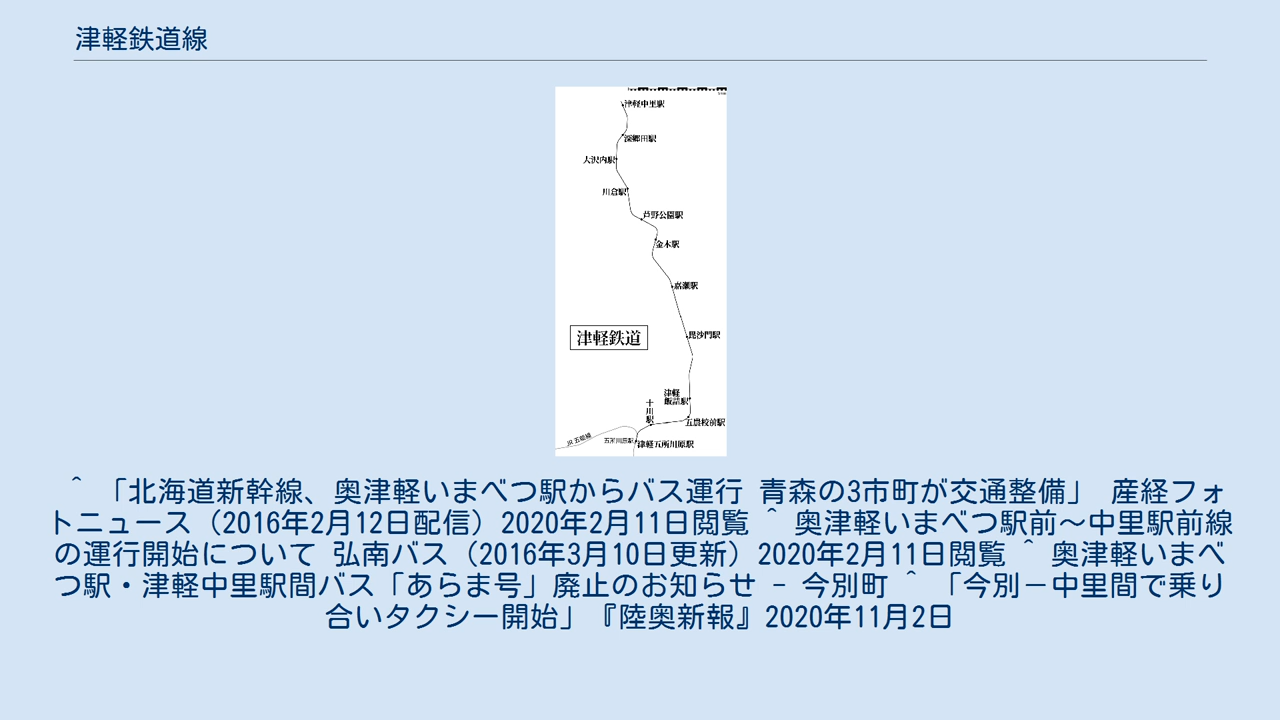 津軽鉄道線
津軽中里駅
深郷田駅
大沢内駅
川倉駅
芦野公園駅
金木駅
嘉瀬駅
毘沙門駅
津軽鉄道
津軽
飯詰駅
十川駅
五農校前駅
JR 五能線
五所川原駅
津軽五所川原駅
^ 「北海道新幹線、奥津軽いまべつ駅からバス運行 青森の3市町が交通整備」 産経フォ
トニュース（2016年2月12日配信）2020年2月11日閲覧 ^ 奥津軽いまべつ駅前～中里駅前線
の運行開始について 弘南バス（2016年3月10日更新）2020年2月11日閲覧 ^ 奥津軽いまべ
つ駅・津軽中里駅間バス「あらま号」廃止のお知らせ - 今別町 ^ 「今別－中里間で乗り
合いタクシー開始」『陸奥新報』2020年11月2日